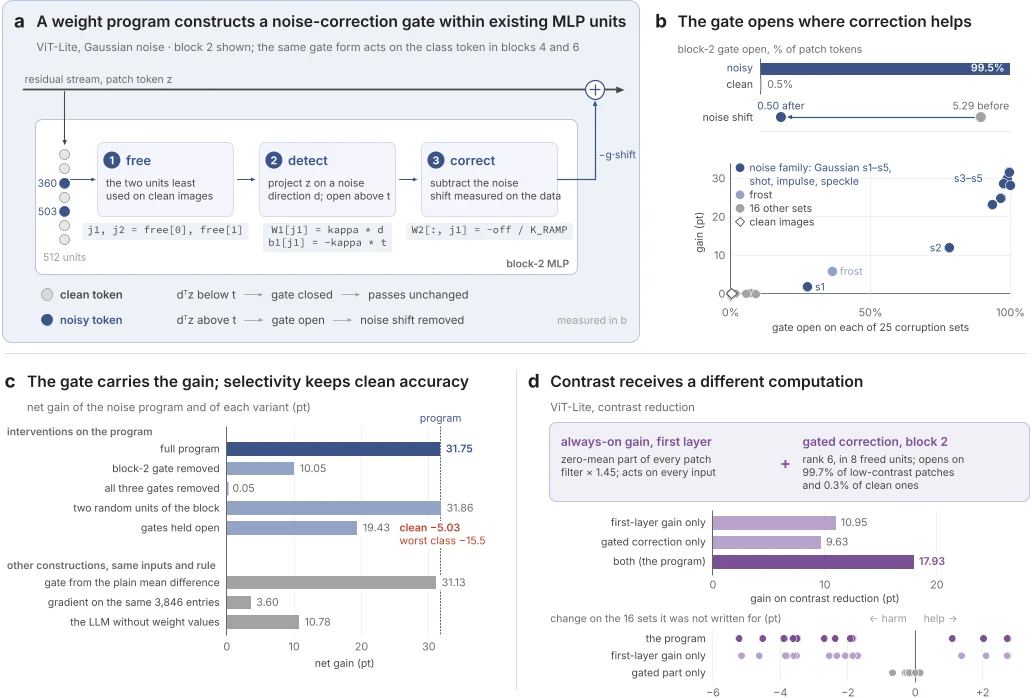 a A weight program constructs a noise-correction gate within existing MLP units
ViT-Lite, Gaussian noise · block 2 shown; the same gate form acts on the class token in blocks 4 and 6
residual stream, patch token z
1 free
the two units least
used on clean images
j1, j2 = free[0], free[1]
2 detect
project z on a noise
direction d; open above t
W1[j1] = kappa * d
b1[j1] = −kappa * t
3 correct
subtract the noise
shift measured on the data
W2[:, j1] = −off / K_RAMP
−g·shift
360
503
512 units
block-2 MLP
clean token dᵀz below t → gate closed → passes unchanged
noisy token dᵀz above t → gate open → noise shift removed
measured in b
b The gate opens where correction helps
block-2 gate open, % of patch tokens
noisy 99.5%
clean 0.5%
0.50 after 5.29 before
noise shift
noise family: Gaussian s1–s5,
shot, impulse, speckle
frost
16 other sets
clean images
s3–s5
s2
frost
s1
gain (pt)
30
20
10
0
0% 50% 100%
gate open on each of 25 corruption sets
c The gate carries the gain; selectivity keeps clean accuracy
net gain of the noise program and of each variant (pt)
program
interventions on the program
full program 31.75
block-2 gate removed 10.05
all three gates removed 0.05
two random units of the block 31.86
gates held open 19.43 clean −5.03
worst class −15.5
other constructions, same inputs and rule
gate from the plain mean difference 31.13
gradient on the same 3,846 entries 3.60
the LLM without weight values 10.78
0 10 20 30
net gain (pt)
d Contrast receives a different computation
ViT-Lite, contrast reduction
always-on gain, first layer
zero-mean part of every patch
filter × 1.45; acts on every input
+
gated correction, block 2
rank 6, in 8 freed units; opens on
99.7% of low-contrast patches
and 0.3% of clean ones
first-layer gain only 10.95
gated correction only 9.63
both (the program) 17.93
0 10 20
gain on contrast reduction (pt)
change on the 16 sets it was not written for (pt) ← harm help →
the program
first-layer gain only
gated part only
−6 −4 −2 0 +2